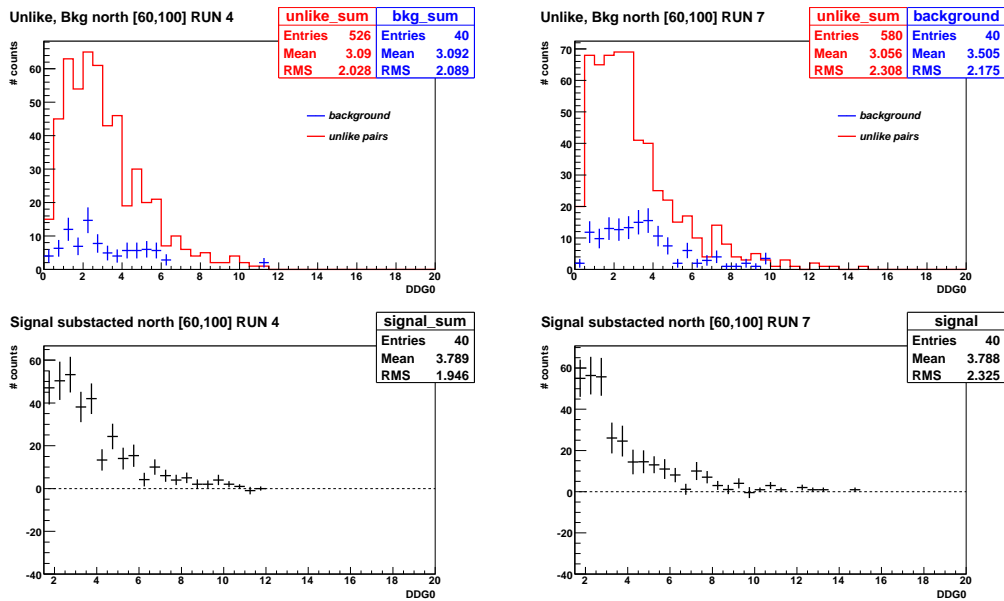 Unlike, Bkg north [60,100] RUN 4
unlike_sum
Entries 526
Mean 3.09
RMS 2.028
bkg_sum
Entries 40
Mean 3.092
RMS 2.089
# counts
60
50
40
30
20
10
0
background
unlike pairs
0 2 4 6 8 10 12 14 16 18 20
DDG0
Unlike, Bkg north [60,100] RUN 7
unlike_sum
Entries 580
Mean 3.056
RMS 2.308
background
Entries 40
Mean 3.505
RMS 2.175
# counts
70
60
50
40
30
20
10
0
background
unlike pairs
0 2 4 6 8 10 12 14 16 18 20
DDG0
Signal substacted north [60,100] RUN 4
signal_sum
Entries 40
Mean 3.789
RMS 1.946
# counts
60
40
20
0
-20
-40
2 4 6 8 10 12 14 16 18 20
DDG0
Signal substacted north [60,100] RUN 7
signal
Entries 40
Mean 3.788
RMS 2.325
# counts
60
40
20
0
-20
-40
2 4 6 8 10 12 14 16 18 20
DDG0